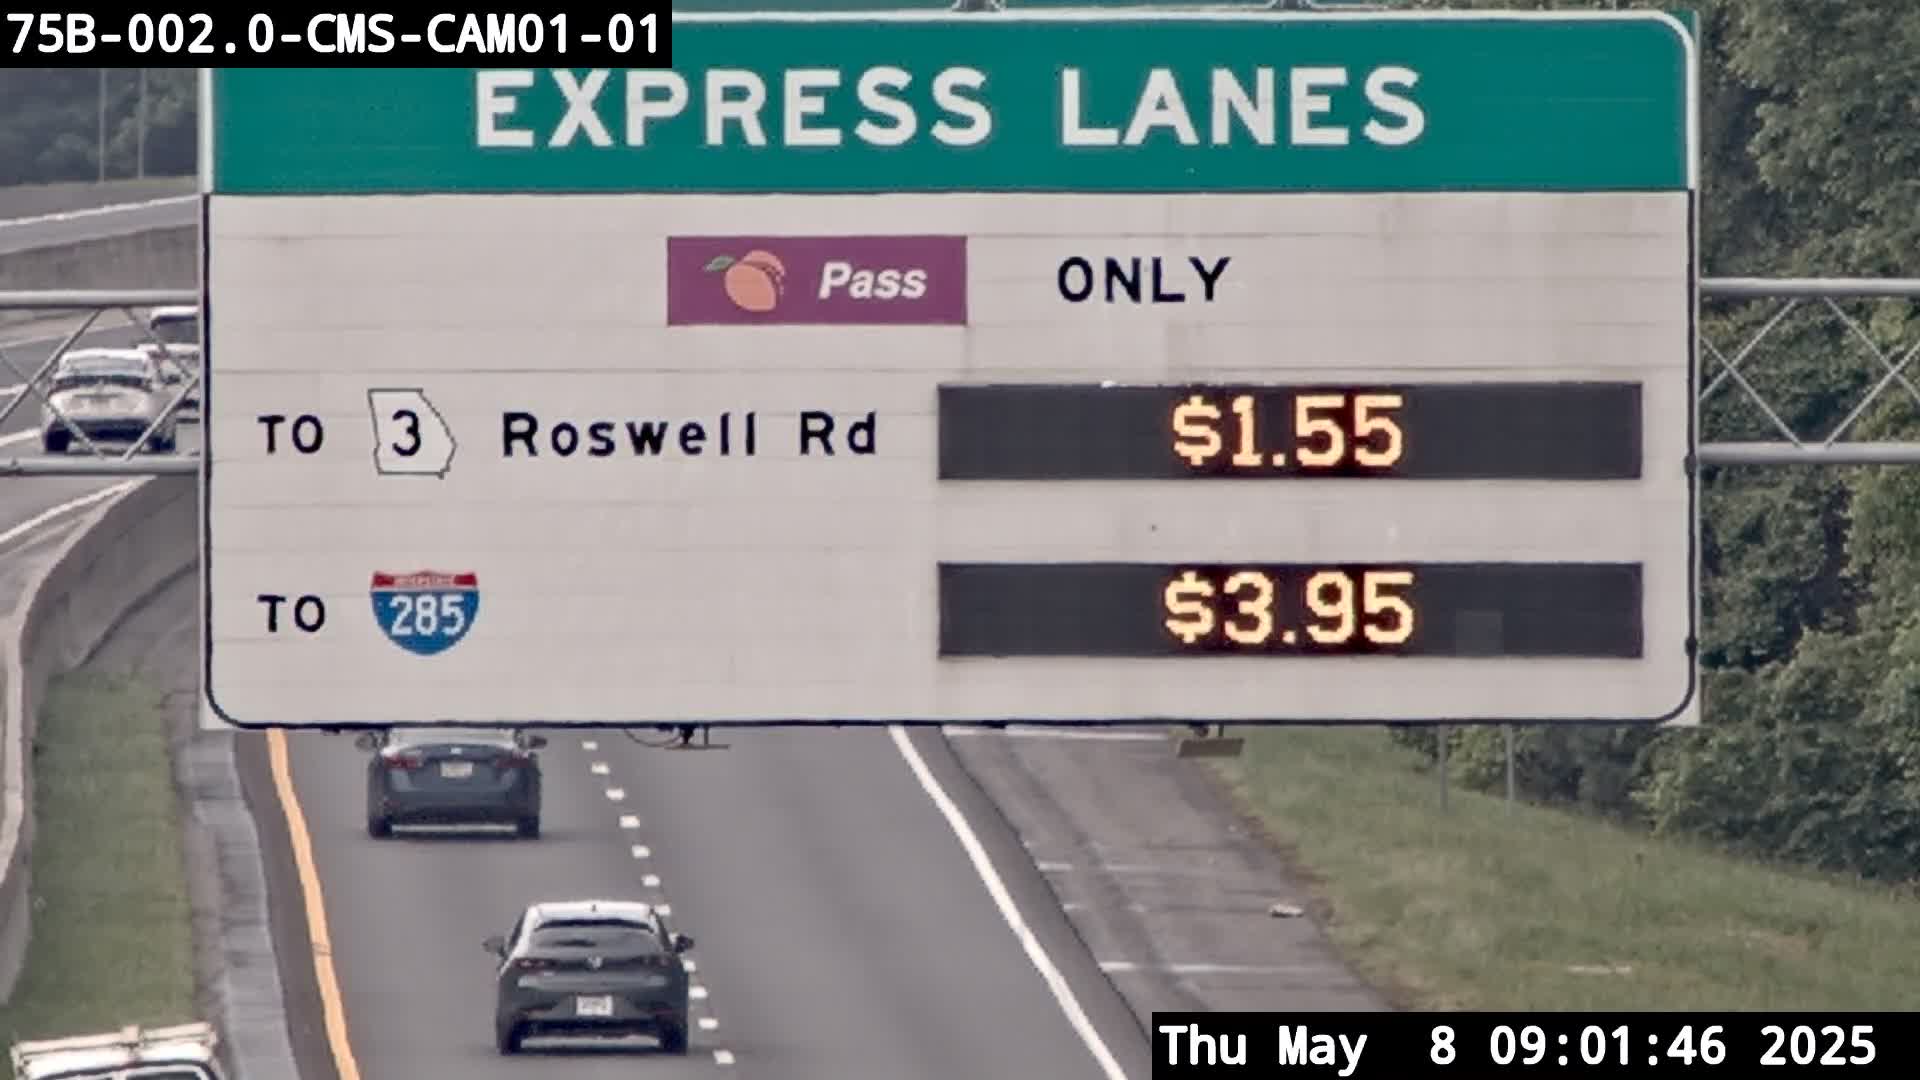 75B-002.0-CMS-CAM01-01
EXPRESS LANES
Pass ONLY
TO 3 Roswell Rd $1.55
TO INTERSTATE 285 $3.95
Thu May 8 09:01:46 2025